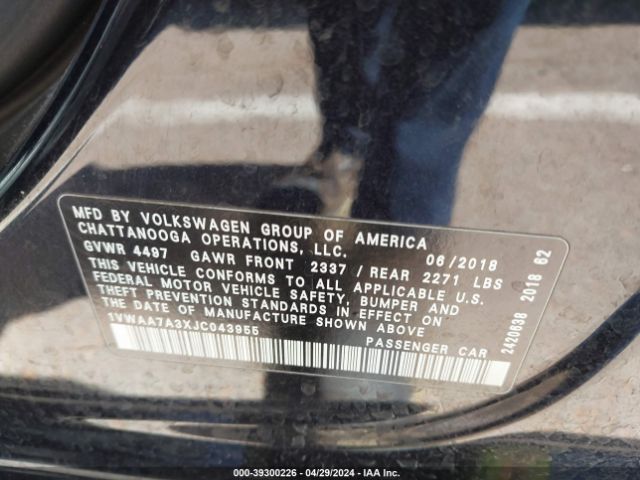 MFD BY VOLKSWAGEN GROUP OF AMERICA
CHATTANOOGA OPERATIONS, LLC.
06/2018
GVWR 4497 GAWR FRONT 2337 / REAR 2271 LBS
THIS VEHICLE CONFORMS TO ALL APPLICABLE U.S.
FEDERAL MOTOR VEHICLE SAFETY, BUMPER AND
THEFT PREVENTION STANDARDS IN EFFECT ON
THE DATE OF MANUFACTURE SHOWN ABOVE
1VWAA7A3XJC043955
PASSENGER CAR
2420638 2018 62
000-39300226 - 04/29/2024 - IAA Inc.